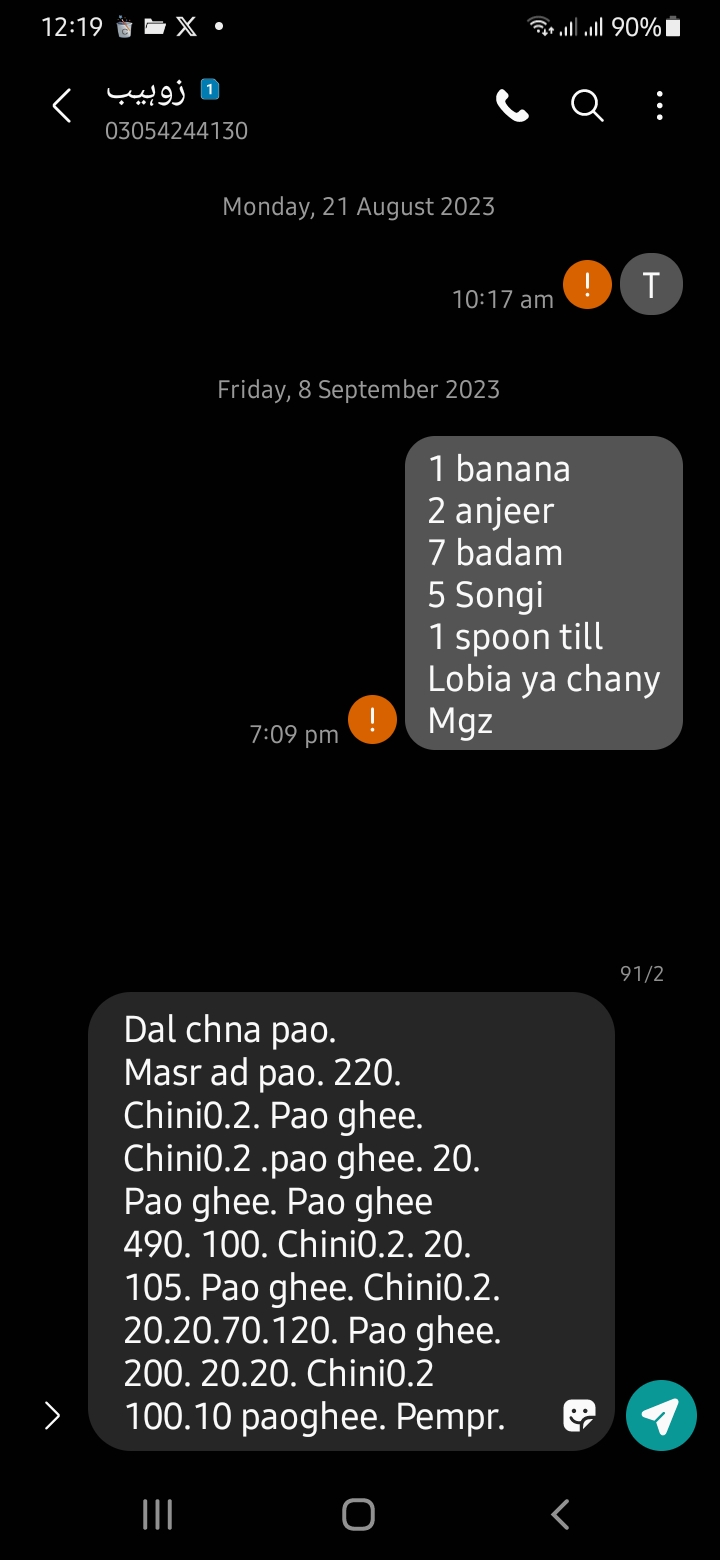 12:19
90%
زوہیب 1
03054244130
Monday, 21 August 2023
10:17 am ! T
Friday, 8 September 2023
1 banana
2 anjeer
7 badam
5 Songi
1 spoon till
Lobia ya chany
Mgz
7:09 pm !
91/2
Dal chna pao.
Masr ad pao. 220.
Chini0.2. Pao ghee.
Chini0.2 .pao ghee. 20.
Pao ghee. Pao ghee
490. 100. Chini0.2. 20.
105. Pao ghee. Chini0.2.
20.20.70.120. Pao ghee.
200. 20.20. Chini0.2
100.10 paoghee. Pempr.